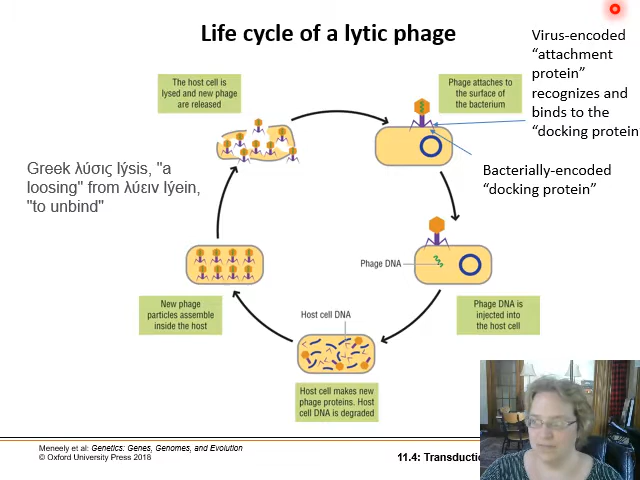 Life cycle of a lytic phage
Virus-encoded
“attachment
protein”
recognizes and
binds to the
“docking protein
Bacterially-encoded
“docking protein”
The host cell is
lysed and new phage
are released
Phage attaches to
the surface of
the bacterium
Greek λύσις lýsis, "a
loosing" from λύειν lýein,
"to unbind"
Phage DNA
New phage
particles assemble
inside the host
Host cell DNA
Phage DNA is
injected into
the host cell
Host cell makes new
phage proteins. Host
cell DNA is degraded
Meneely et al: Genetics: Genes, Genomes, and Evolution
© Oxford University Press 2018
11.4: Transductio